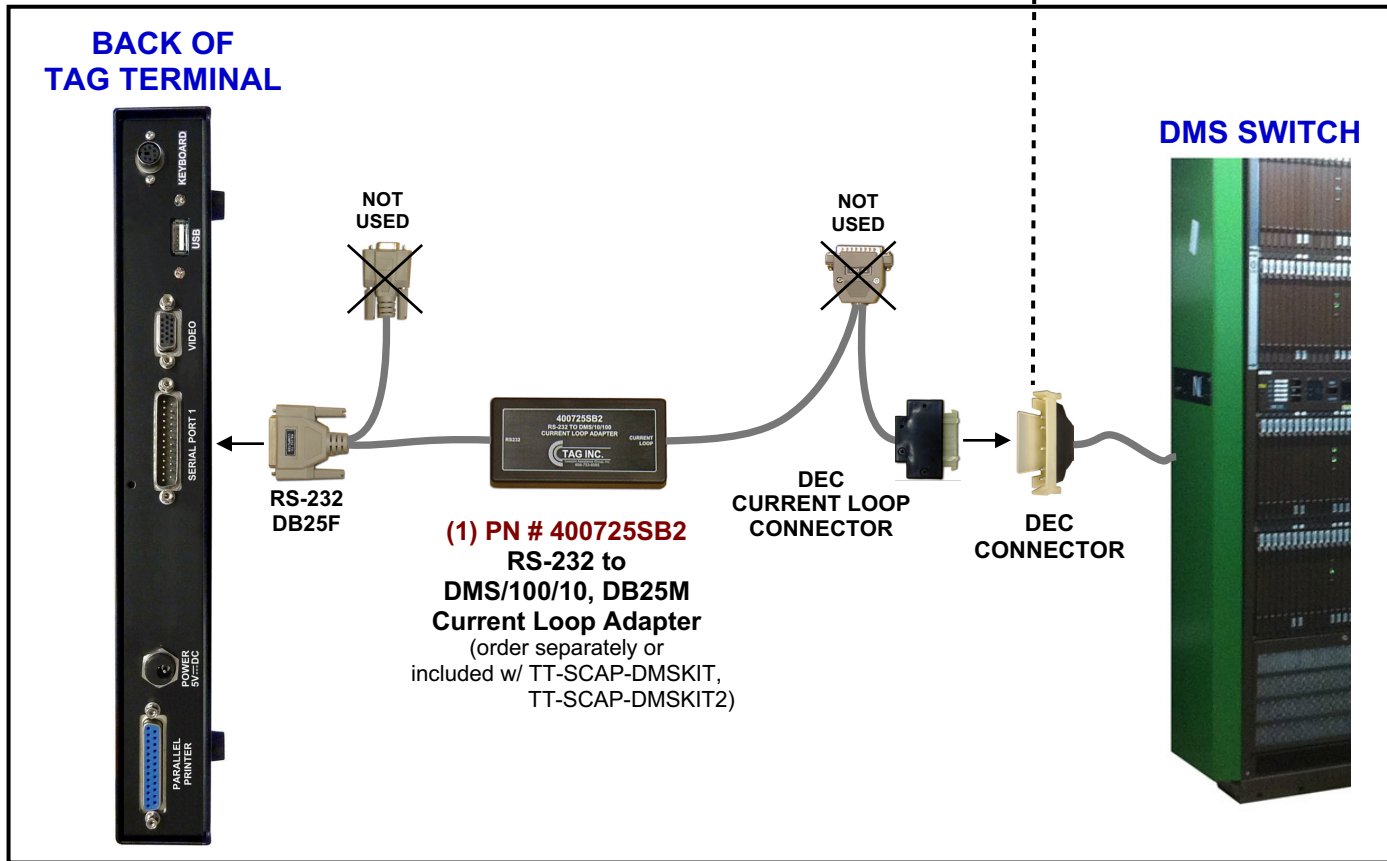 BACK OF
TAG TERMINAL
KEYBOARD
USB
VIDEO
SERIAL PORT 1
POWER
5V DC
PARALLEL
PRINTER
NOT
USED
RS-232
DB25F
400725SB2
RS-232 TO DMS/10/100
CURRENT LOOP ADAPTER
RS232
CURRENT
LOOP
TAG INC.
(1) PN # 400725SB2
RS-232 to
DMS/100/10, DB25M
Current Loop Adapter
(order separately or
included w/ TT-SCAP-DMSKIT,
TT-SCAP-DMSKIT2)
NOT
USED
DEC
CURRENT LOOP
CONNECTOR
DEC
CONNECTOR
DMS SWITCH